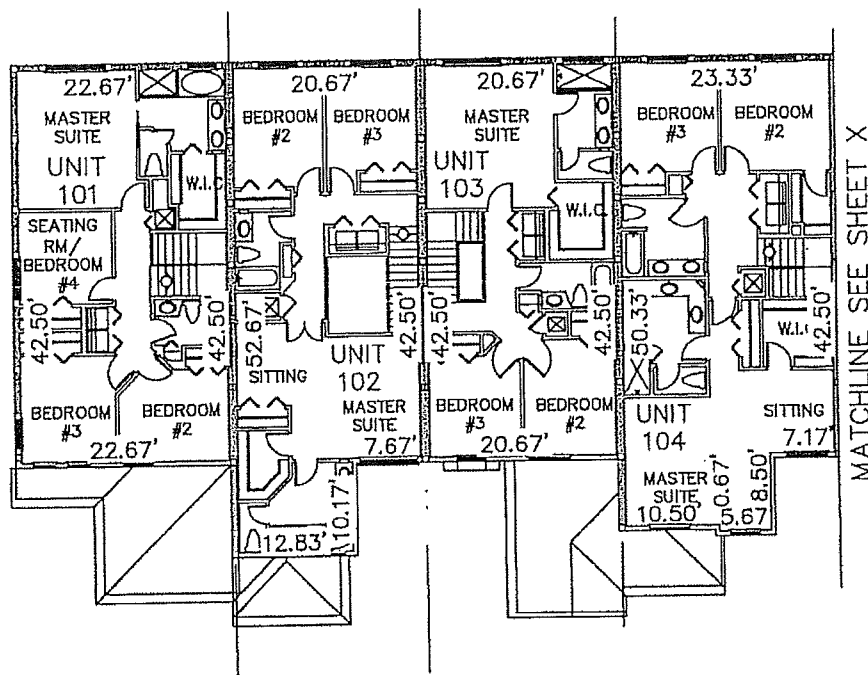 22.67'
MASTER
SUITE
UNIT
101
W.I.C
SEATING
RM/
BEDROOM
#4
42.50'
42.50'
BEDROOM
#3
BEDROOM
#2
22.67'
20.67'
BEDROOM
#2
BEDROOM
#3
52.67'
42.50'
SITTING
UNIT
102
MASTER
SUITE
7.67'
10.17'
12.83'
20.67'
MASTER
SUITE
UNIT
103
W.I.C.
42.50'
42.50'
BEDROOM
#3
BEDROOM
#2
20.67'
23.33'
BEDROOM
#3
BEDROOM
#2
50.33'
42.50'
W.I.C
UNIT
104
SITTING
7.17'
MASTER
SUITE
10.50'
0.67'
8.50'
5.67
MATCHLINE SEE SHEET X